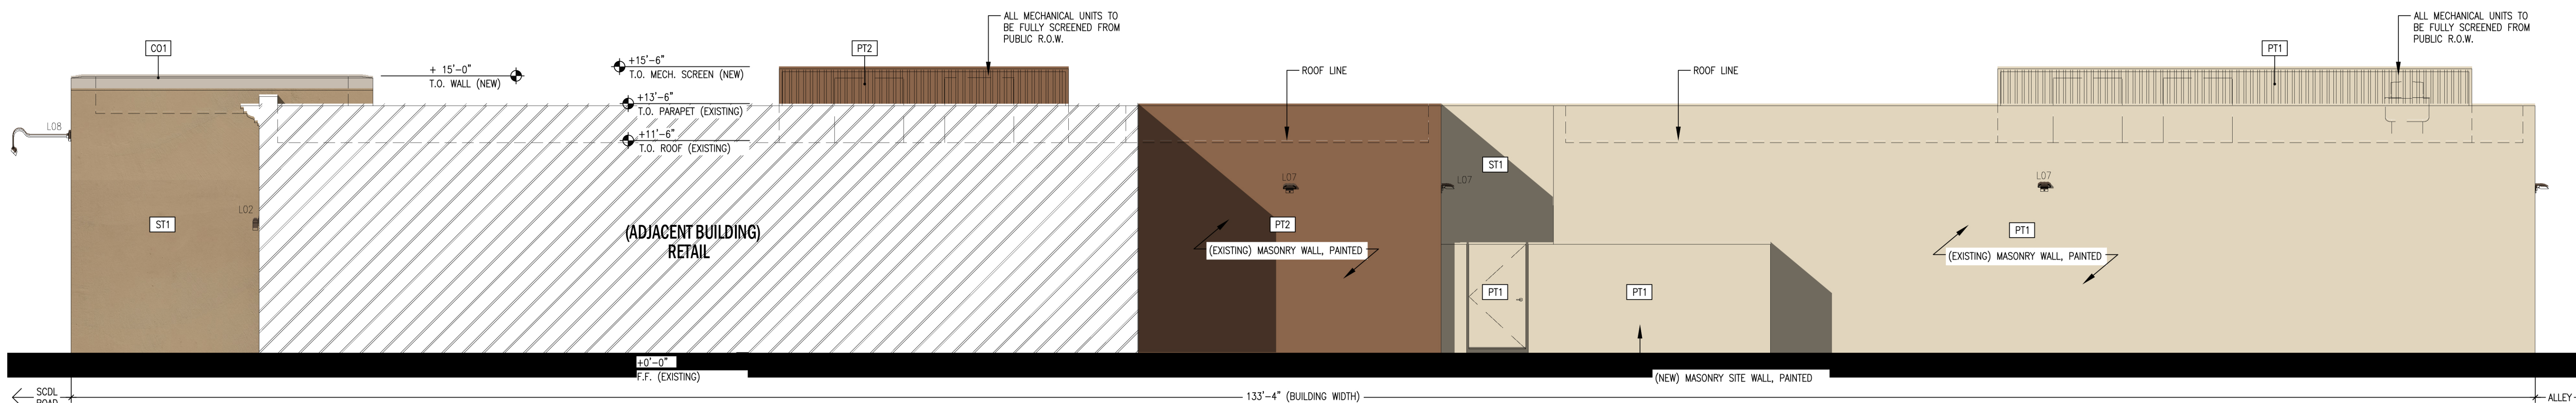 ALL MECHANICAL UNITS TO
BE FULLY SCREENED FROM
PUBLIC R.O.W.
ALL MECHANICAL UNITS TO
BE FULLY SCREENED FROM
PUBLIC R.O.W.
CO1
PT2
PT1
+ 15'-0"
T.O. WALL (NEW)
+15'-6"
T.O. MECH. SCREEN (NEW)
ROOF LINE
ROOF LINE
+13'-6"
T.O. PARAPET (EXISTING)
L08
+11'-6"
T.O. ROOF (EXISTING)
ST1
L07
L07
L07
L02
ST1
(ADJACENT BUILDING)
RETAIL
PT2
(EXISTING) MASONRY WALL, PAINTED
PT1
(EXISTING) MASONRY WALL, PAINTED
PT1
PT1
+0'-0"
F.F. (EXISTING)
(NEW) MASONRY SITE WALL, PAINTED
SCDL
ROAD
133'-4" (BUILDING WIDTH)
ALLEY